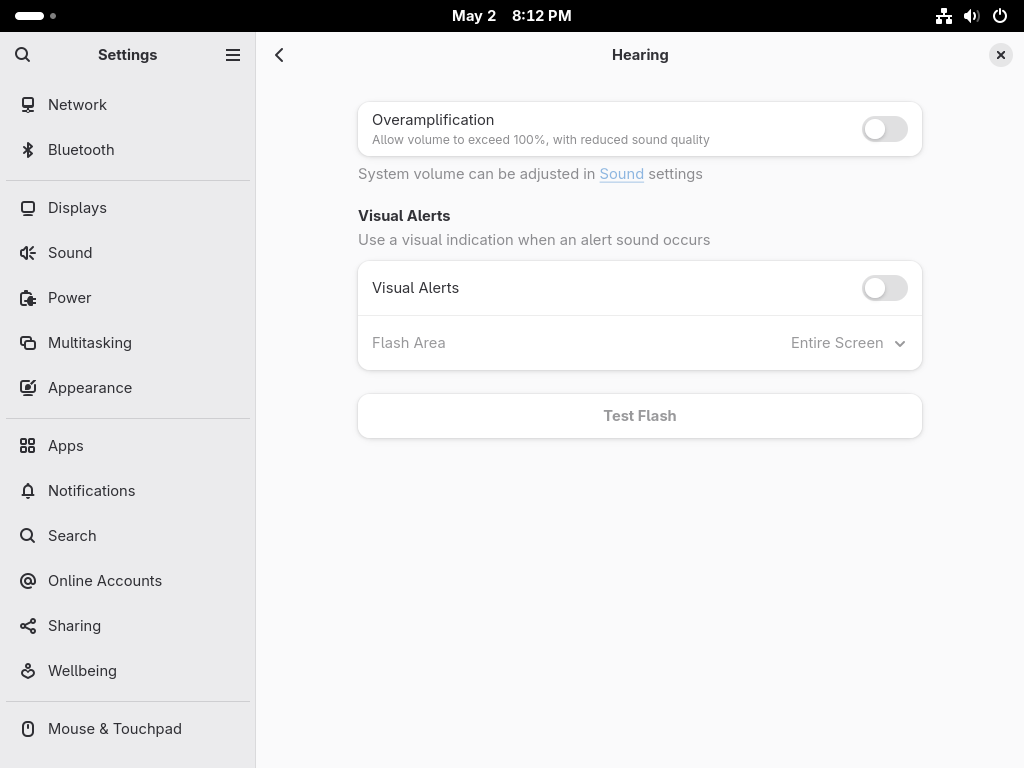 May 2 8:12 PM
Settings
Hearing
Network
Bluetooth
Displays
Sound
Power
Multitasking
Appearance
Apps
Notifications
Search
Online Accounts
Sharing
Wellbeing
Mouse & Touchpad
Overamplification
Allow volume to exceed 100%, with reduced sound quality
System volume can be adjusted in Sound settings
Visual Alerts
Use a visual indication when an alert sound occurs
Visual Alerts
Flash Area Entire Screen
Test Flash